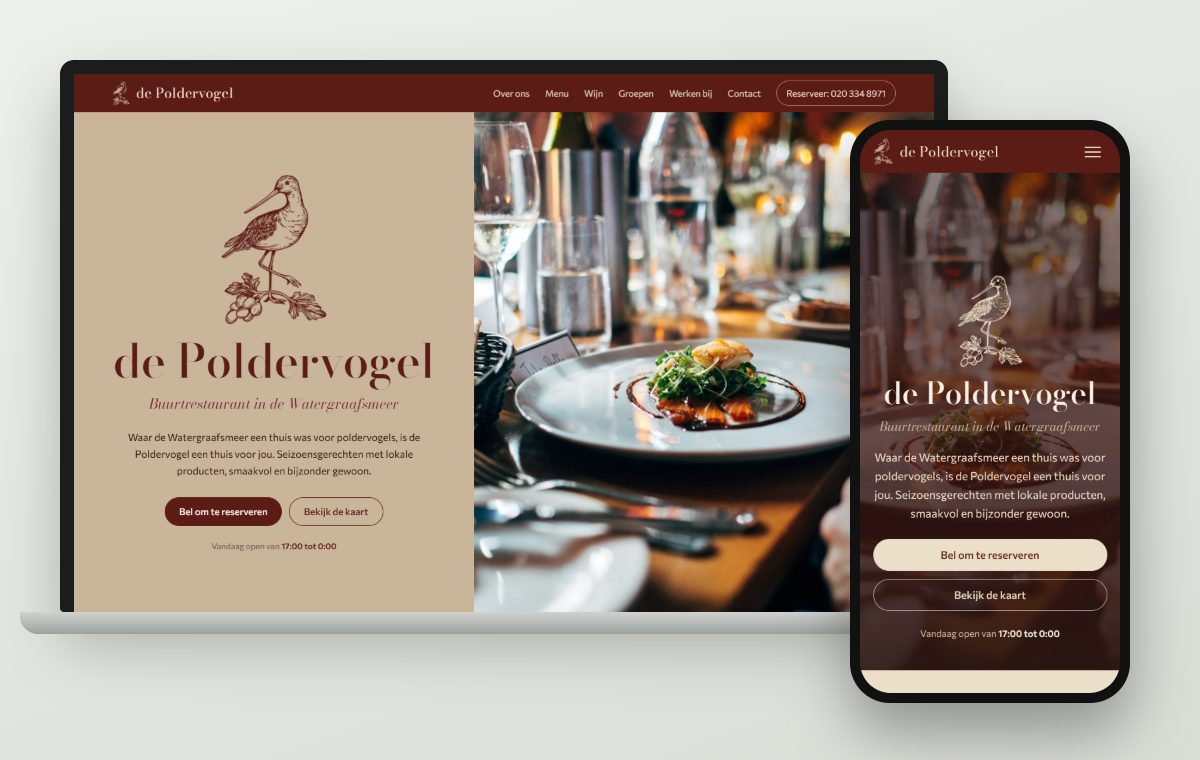 de Poldervogel
Over ons Menu Wijn Groepen Werken bij Contact Reserveer: 020 334 8971
de Poldervogel
Buurtrestaurant in de Watergraafsmeer
Waar de Watergraafsmeer een thuis was voor poldervogels, is de
Poldervogel een thuis voor jou. Seizoensgerechten met lokale
producten, smaakvol en bijzonder gewoon.
Bel om te reserveren Bekijk de kaart
Vandaag open van 17:00 tot 0:00
de Poldervogel
de Poldervogel
Buurtrestaurant in de Watergraafsmeer
Waar de Watergraafsmeer een thuis was voor
poldervogels, is de Poldervogel een thuis voor
jou. Seizoensgerechten met lokale producten,
smaakvol en bijzonder gewoon.
Bel om te reserveren
Bekijk de kaart
Vandaag open van 17:00 tot 0:00